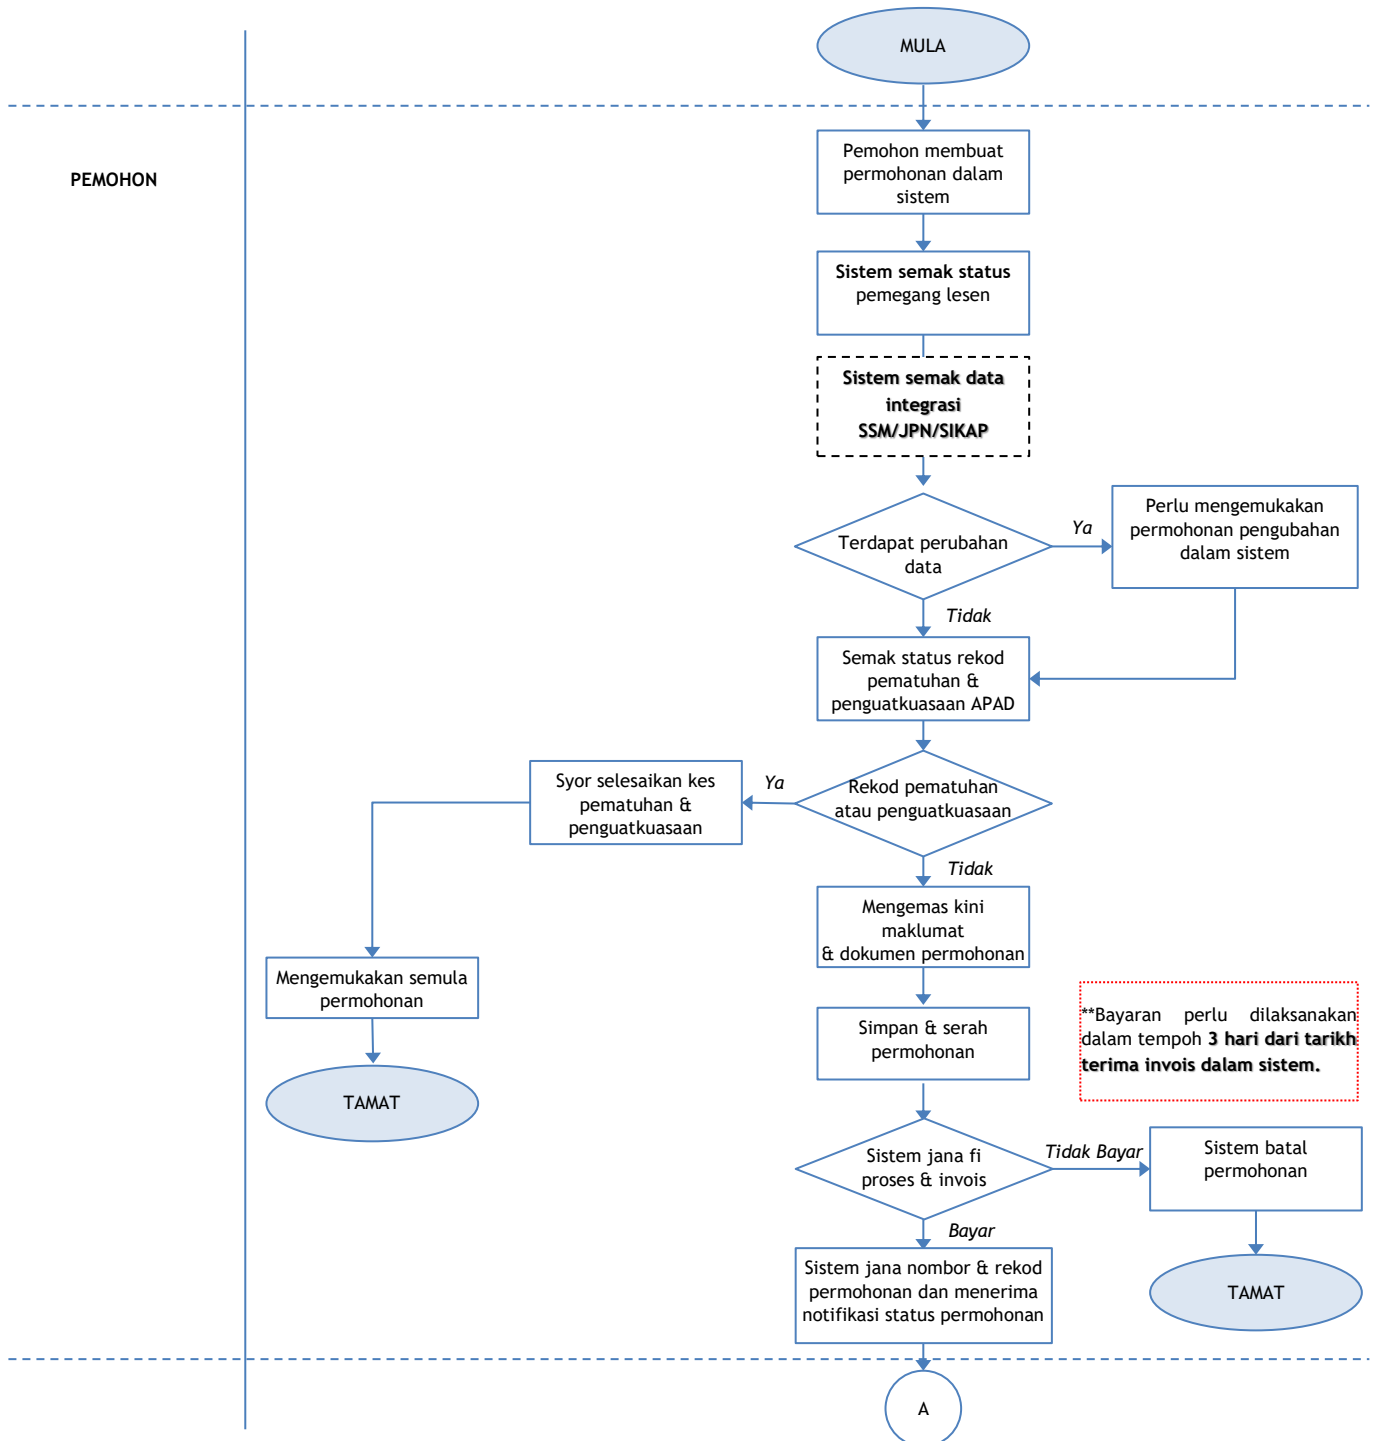 MULA
PEMOHON
Pemohon membuat
permohonan dalam
sistem
Sistem semak status
pemegang lesen
Sistem semak data
integrasi
SSM/JPN/SIKAP
Terdapat perubahan
data
Ya
Perlu mengemukakan
permohonan pengubahan
dalam sistem
Tidak
Semak status rekod
pematuhan &
penguatkuasaan APAD
Rekod pematuhan
atau penguatkuasaan
Ya
Syor selesaikan kes
pematuhan &
penguatkuasaan
Tidak
Mengemas kini
maklumat
& dokumen permohonan
Mengemukakan semula
permohonan
TAMAT
Simpan & serah
permohonan
**Bayaran perlu dilaksanakan
dalam tempoh 3 hari dari tarikh
terima invois dalam sistem.
Sistem jana fi
proses & invois
Tidak Bayar
Sistem batal
permohonan
TAMAT
Bayar
Sistem jana nombor & rekod
permohonan dan menerima
notifikasi status permohonan
A